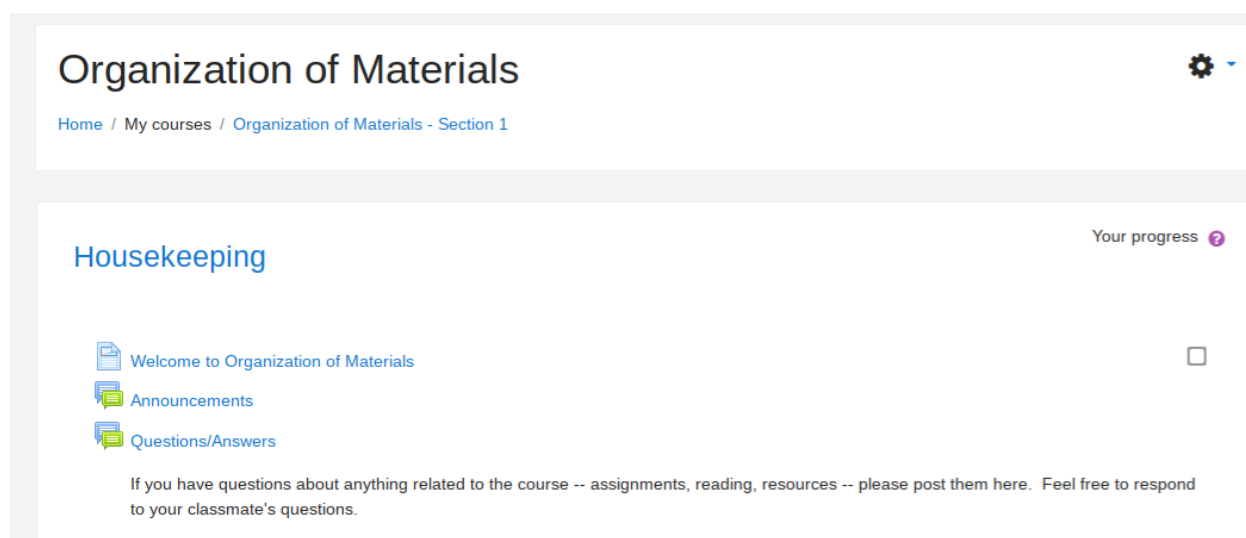 Organization of Materials
Home / My courses / Organization of Materials - Section 1
Your progress
Housekeeping
Welcome to Organization of Materials
Announcements
Questions/Answers
If you have questions about anything related to the course -- assignments, reading, resources -- please post them here.  Feel free to respond
to your classmate's questions.